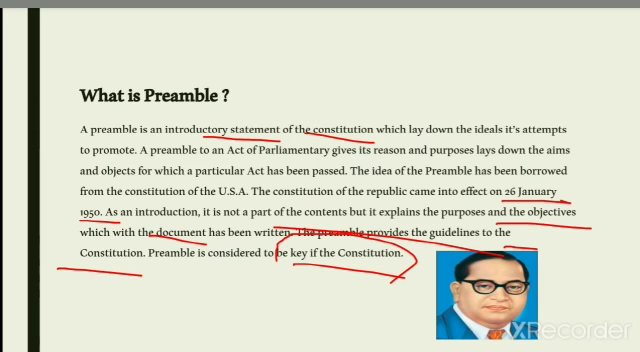 What is Preamble ?
A preamble is an introductory statement of the constitution which lay down the ideals it's attempts
to promote. A preamble to an Act of Parliamentary gives its reason and purposes lays down the aims
and objects for which a particular Act has been passed. The idea of the Preamble has been borrowed
from the constitution of the U.S.A. The constitution of the republic came into effect on 26 January
1950. As an introduction, it is not a part of the contents but it explains the purposes and the objectives
which with the document has been written. The preamble provides the guidelines to the
Constitution. Preamble is considered to be key if the Constitution.
XRecorder